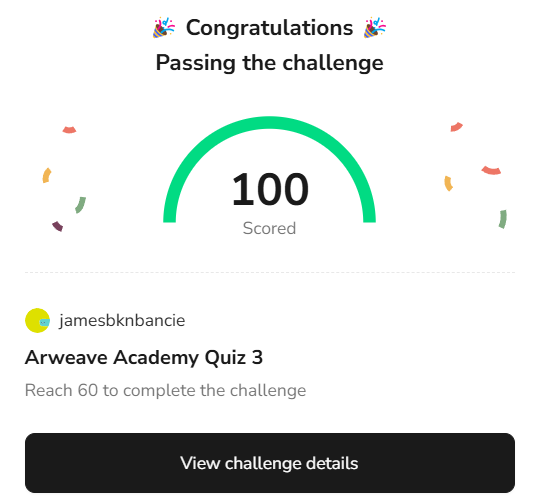 🎉 Congratulations 🎉
Passing the challenge
100
Scored
jamesbknbancie
Arweave Academy Quiz 3
Reach 60 to complete the challenge
View challenge details